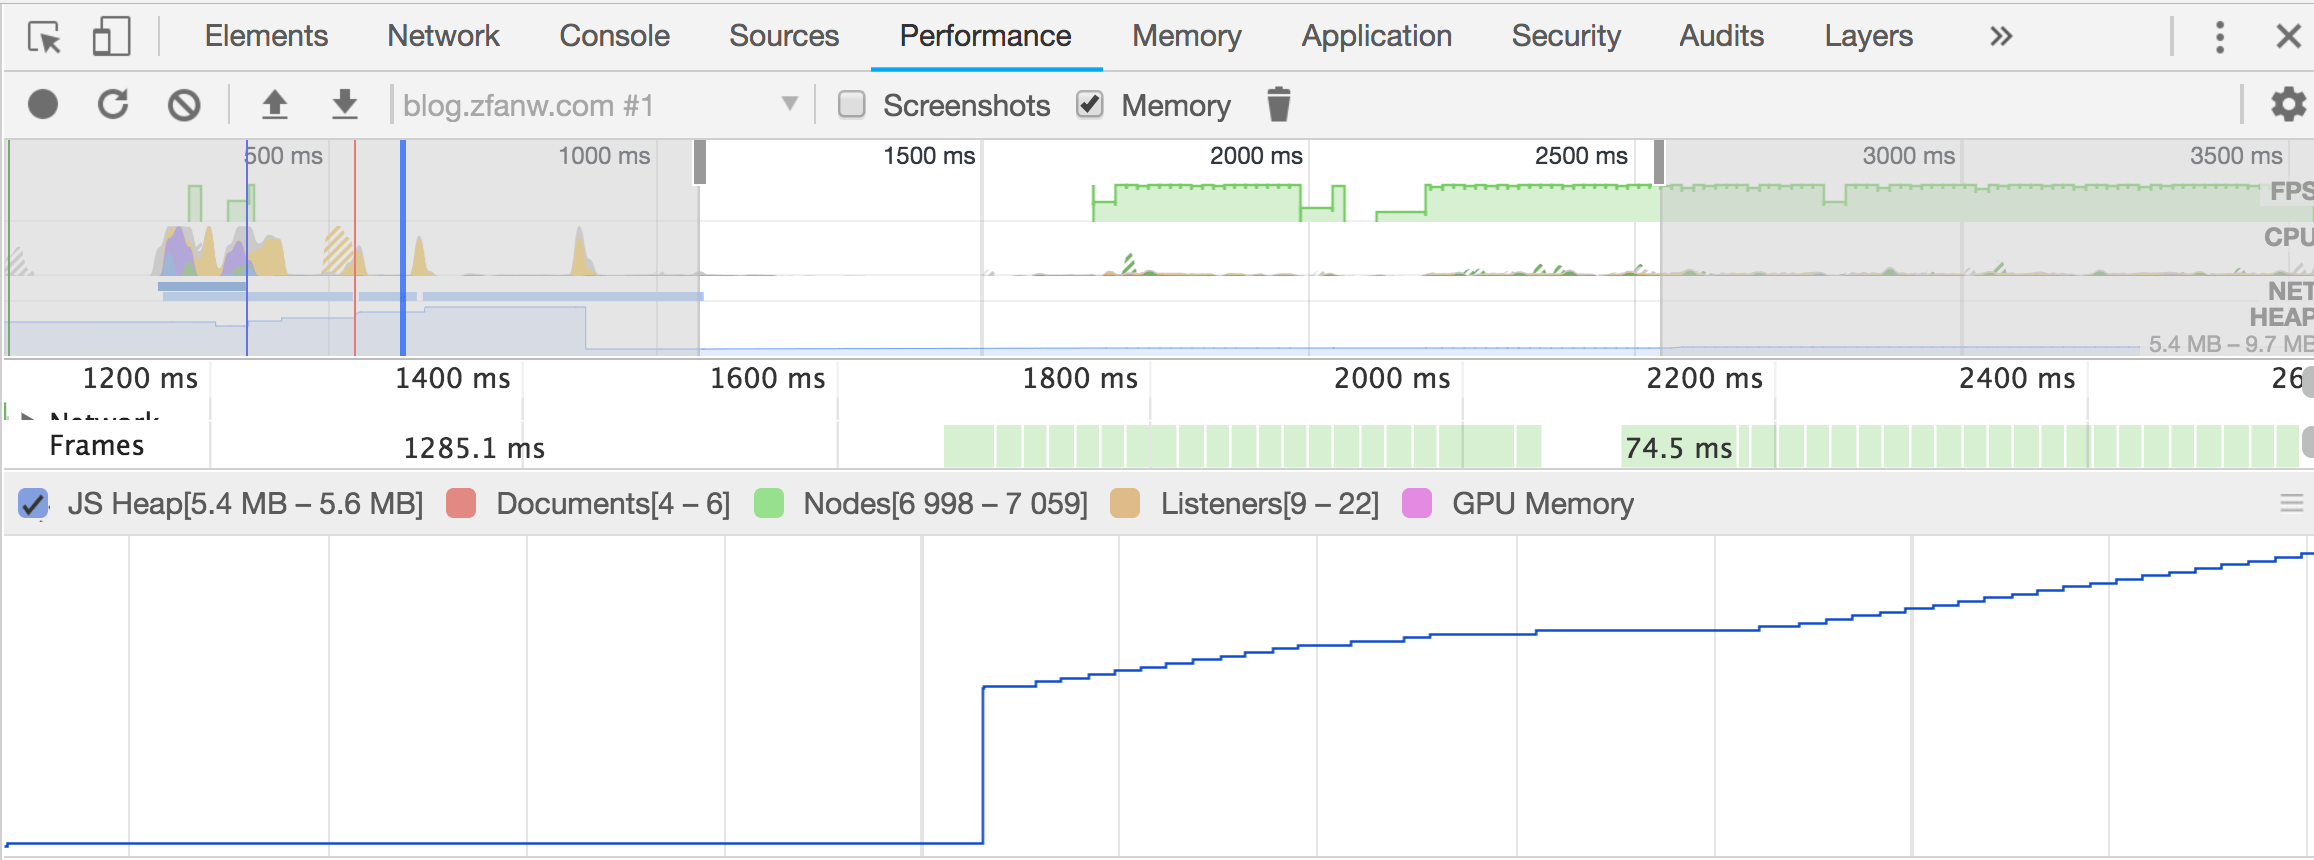 Elements Network Console Sources Performance Memory Application Security Audits Layers »
blog.zfanw.com #1 Screenshots Memory
500 ms 1000 ms 1500 ms 2000 ms 2500 ms 3000 ms 3500 ms
FPS
CPU
NET
HEAP
5.4 MB – 9.7 MB
1200 ms 1400 ms 1600 ms 1800 ms 2000 ms 2200 ms 2400 ms 26
Network
Frames 1285.1 ms 74.5 ms
JS Heap[5.4 MB – 5.6 MB] Documents[4 – 6] Nodes[6 998 – 7 059] Listeners[9 – 22] GPU Memory